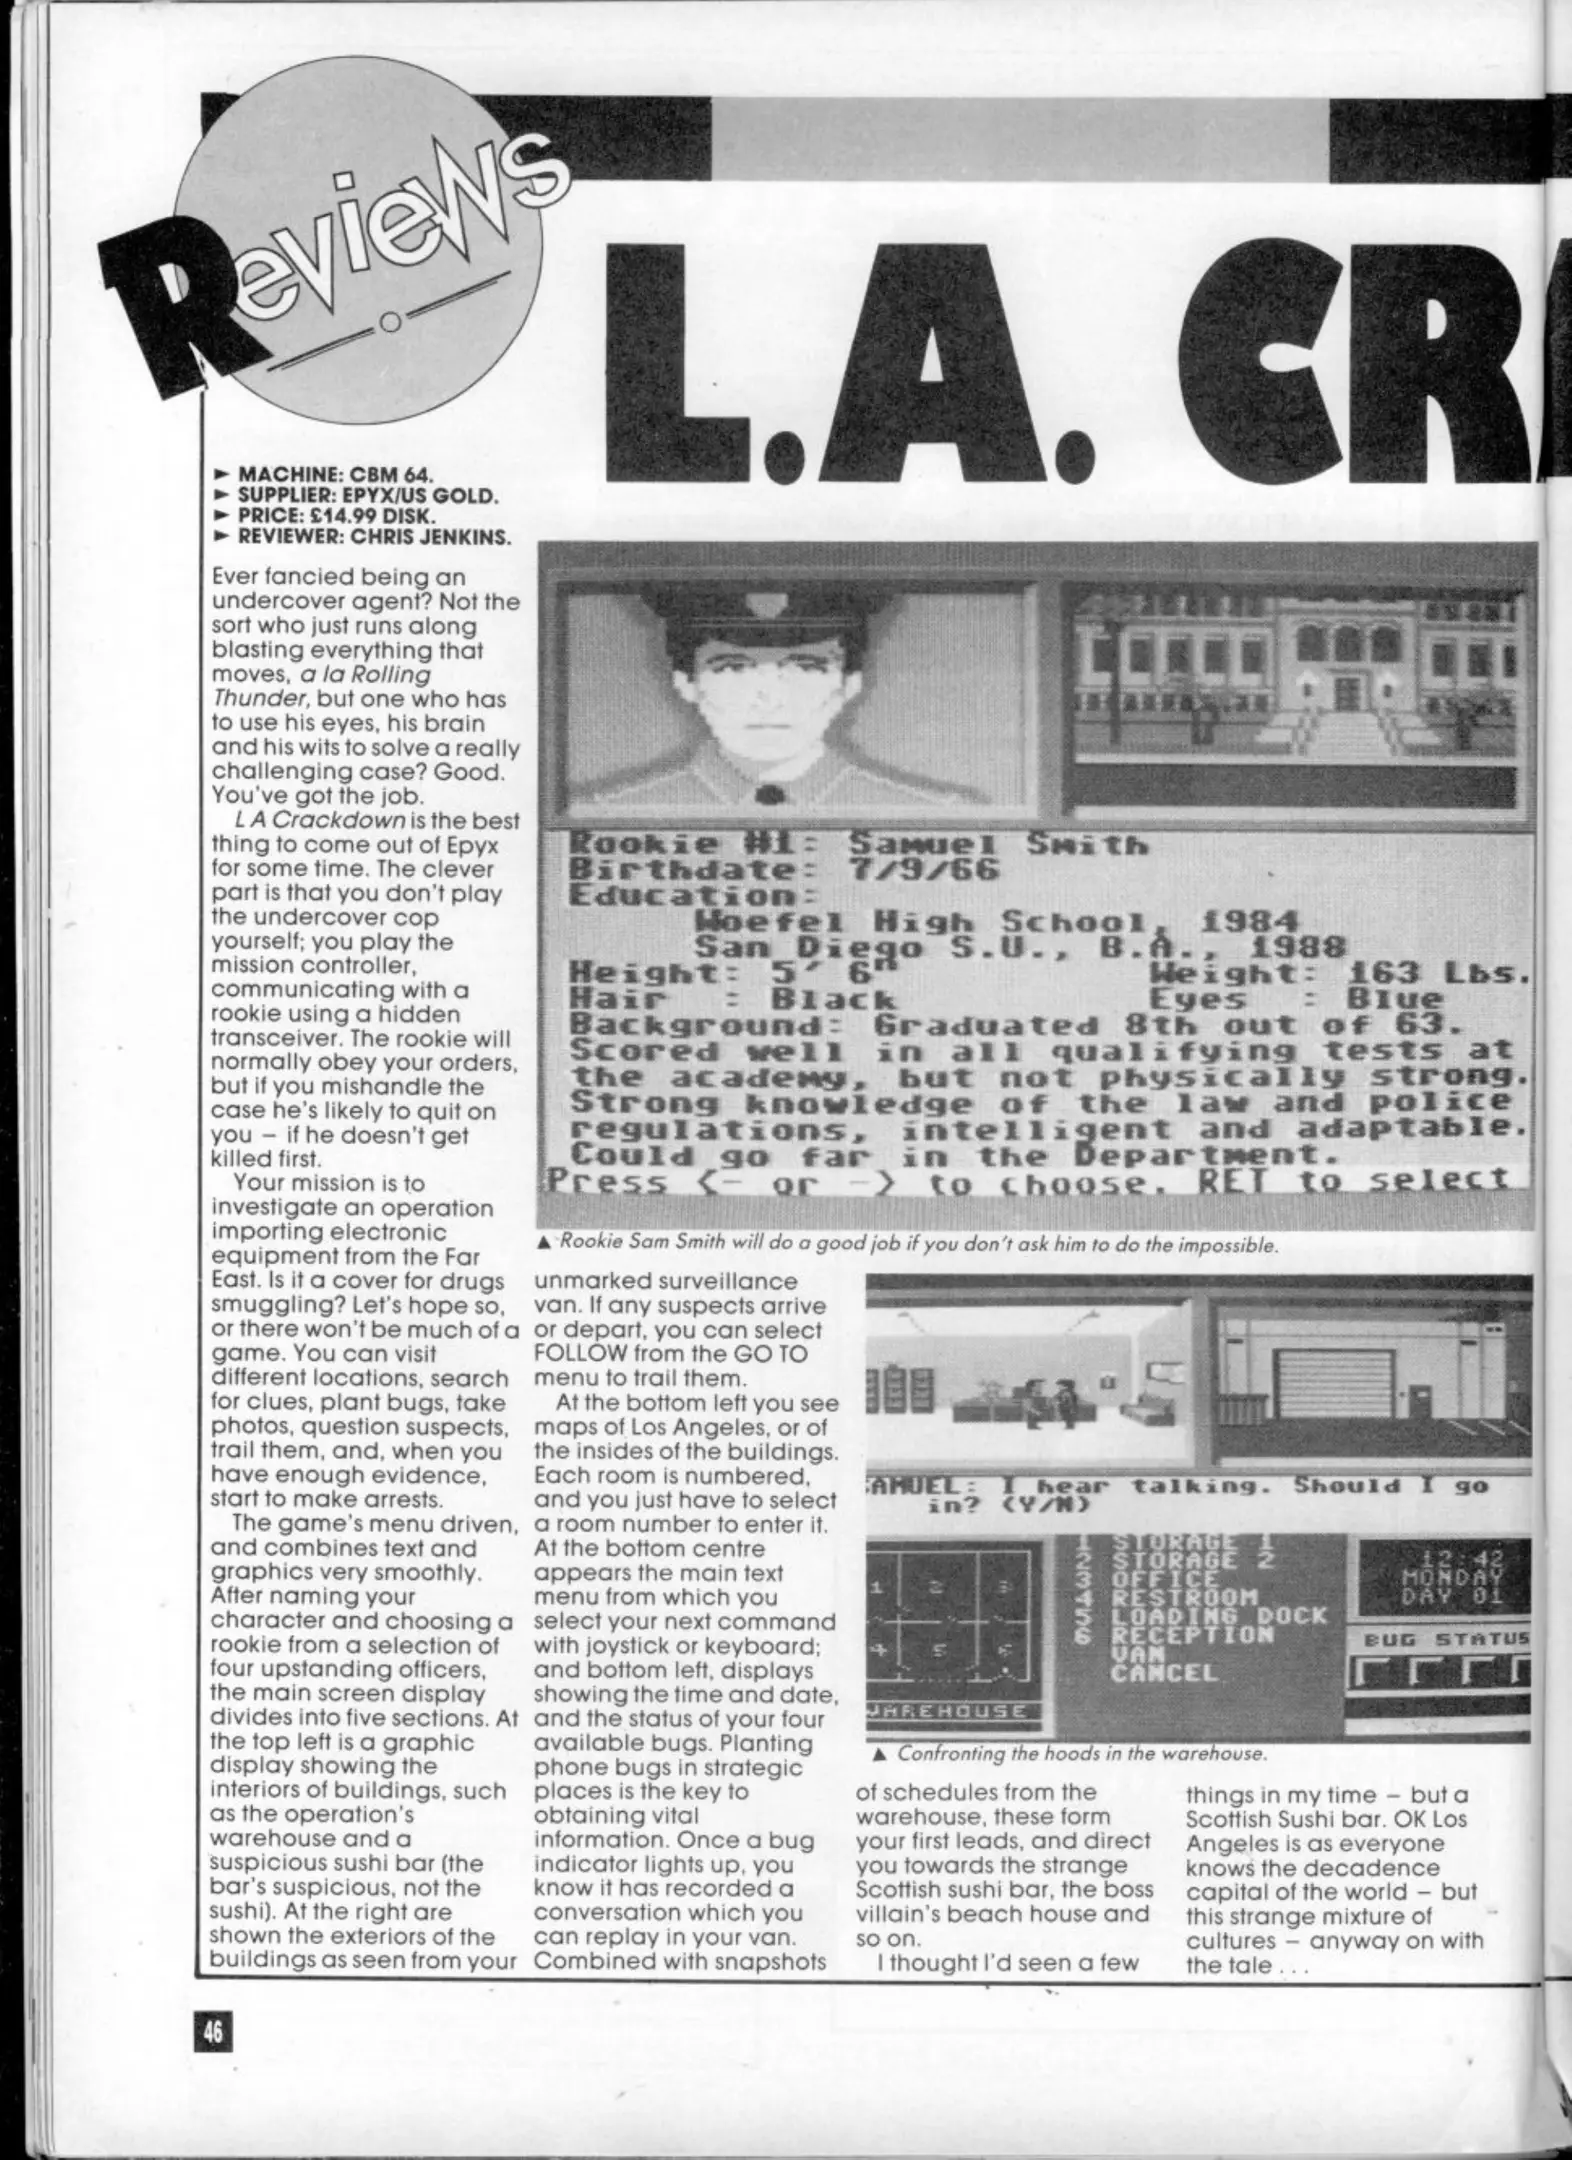 Reviews
L.A. CR
► MACHINE: CBM 64.
► SUPPLIER: EPYX/US GOLD.
► PRICE: £14.99 DISK.
► REVIEWER: CHRIS JENKINS.
Ever fancied being an
undercover agent? Not the
sort who just runs along
blasting everything that
moves, a la Rolling
Thunder, but one who has
to use his eyes, his brain
and his wits to solve a really
challenging case? Good.
You've got the job.
L A Crackdown is the best
thing to come out of Epyx
for some time. The clever
part is that you don't play
the undercover cop
yourself; you play the
mission controller,
communicating with a
rookie using a hidden
transceiver. The rookie will
normally obey your orders,
but if you mishandle the
case he's likely to quit on
you – if he doesn't get
killed first.
Your mission is to
investigate an operation
importing electronic
equipment from the Far
East. Is it a cover for drugs
smuggling? Let's hope so,
or there won't be much of a
game. You can visit
different locations, search
for clues, plant bugs, take
photos, question suspects,
trail them, and, when you
have enough evidence,
start to make arrests.
The game's menu driven,
and combines text and
graphics very smoothly.
After naming your
character and choosing a
rookie from a selection of
four upstanding officers,
the main screen display
divides into five sections. At
the top left is a graphic
display showing the
interiors of buildings, such
as the operation's
warehouse and a
suspicious sushi bar (the
bar's suspicious, not the
sushi). At the right are
shown the exteriors of the
buildings as seen from your
Rookie #1: Samuel Smith
Birthdate: 7/9/66
Education:
Woefel High School, 1984
San Diego S.U., B.A., 1988
Height: 5' 6" Weight: 163 Lbs.
Hair : Black Eyes : Blue
Background: Graduated 8th out of 63.
Scored well in all qualifying tests at
the academy, but not physically strong.
Strong knowledge of the law and police
regulations, intelligent and adaptable.
Could go far in the Department.
Press <- or -> to choose. RET to select
▲ Rookie Sam Smith will do a good job if you don't ask him to do the impossible.
unmarked surveillance
van. If any suspects arrive
or depart, you can select
FOLLOW from the GO TO
menu to trail them.
At the bottom left you see
maps of Los Angeles, or of
the insides of the buildings.
Each room is numbered,
and you just have to select
a room number to enter it.
At the bottom centre
appears the main text
menu from which you
select your next command
with joystick or keyboard;
and bottom left, displays
showing the time and date,
and the status of your four
available bugs. Planting
phone bugs in strategic
places is the key to
obtaining vital
information. Once a bug
indicator lights up, you
know it has recorded a
conversation which you
can replay in your van.
Combined with snapshots
SAMUEL: I hear talking. Should I go
in? (Y/N)
1 2 3
4 5 6
WAREHOUSE
1 STORAGE 1
2 STORAGE 2
3 OFFICE
4 RESTROOM
5 LOADING DOCK
6 RECEPTION
VAN
CANCEL
12:42
MONDAY
DAY 01
BUG STATUS
▲ Confronting the hoods in the warehouse.
of schedules from the
warehouse, these form
your first leads, and direct
you towards the strange
Scottish sushi bar, the boss
villain's beach house and
so on.
I thought I'd seen a few
things in my time – but a
Scottish Sushi bar. OK Los
Angeles is as everyone
knows the decadence
capital of the world – but
this strange mixture of
cultures – anyway on with
the tale . . .
46